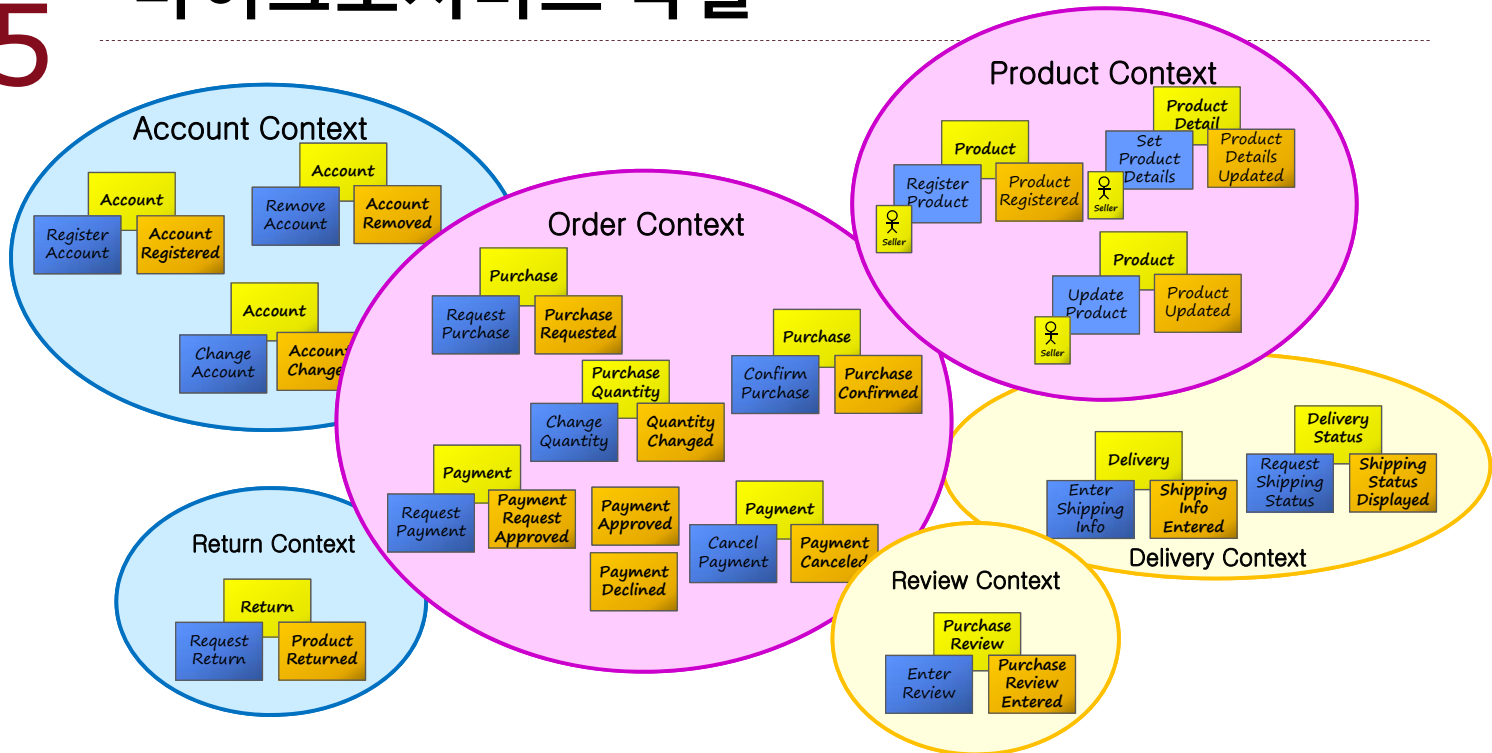 5
Account Context
Account
Register
Account
Account
Registered
Account
Remove
Account
Account
Removed
Account
Change
Account
Account
Change
Order Context
Purchase
Request
Purchase
Purchase
Requested
Purchase
Quantity
Change
Quantity
Quantity
Changed
Purchase
Confirm
Purchase
Purchase
Confirmed
Payment
Request
Payment
Payment
Request
Approved
Payment
Approved
Payment
Declined
Payment
Cancel
Payment
Payment
Canceled
Product Context
Product
Register
Product
Product
Registered
Seller
Product
Detail
Set
Product
Details
Product
Details
Updated
Seller
Product
Update
Product
Product
Updated
Seller
Return Context
Return
Request
Return
Product
Returned
Delivery
Enter
Shipping
Info
Shipping
Info
Entered
Delivery
Status
Request
Shipping
Status
Shipping
Status
Displayed
Delivery Context
Review Context
Purchase
Review
Enter
Review
Purchase
Review
Entered